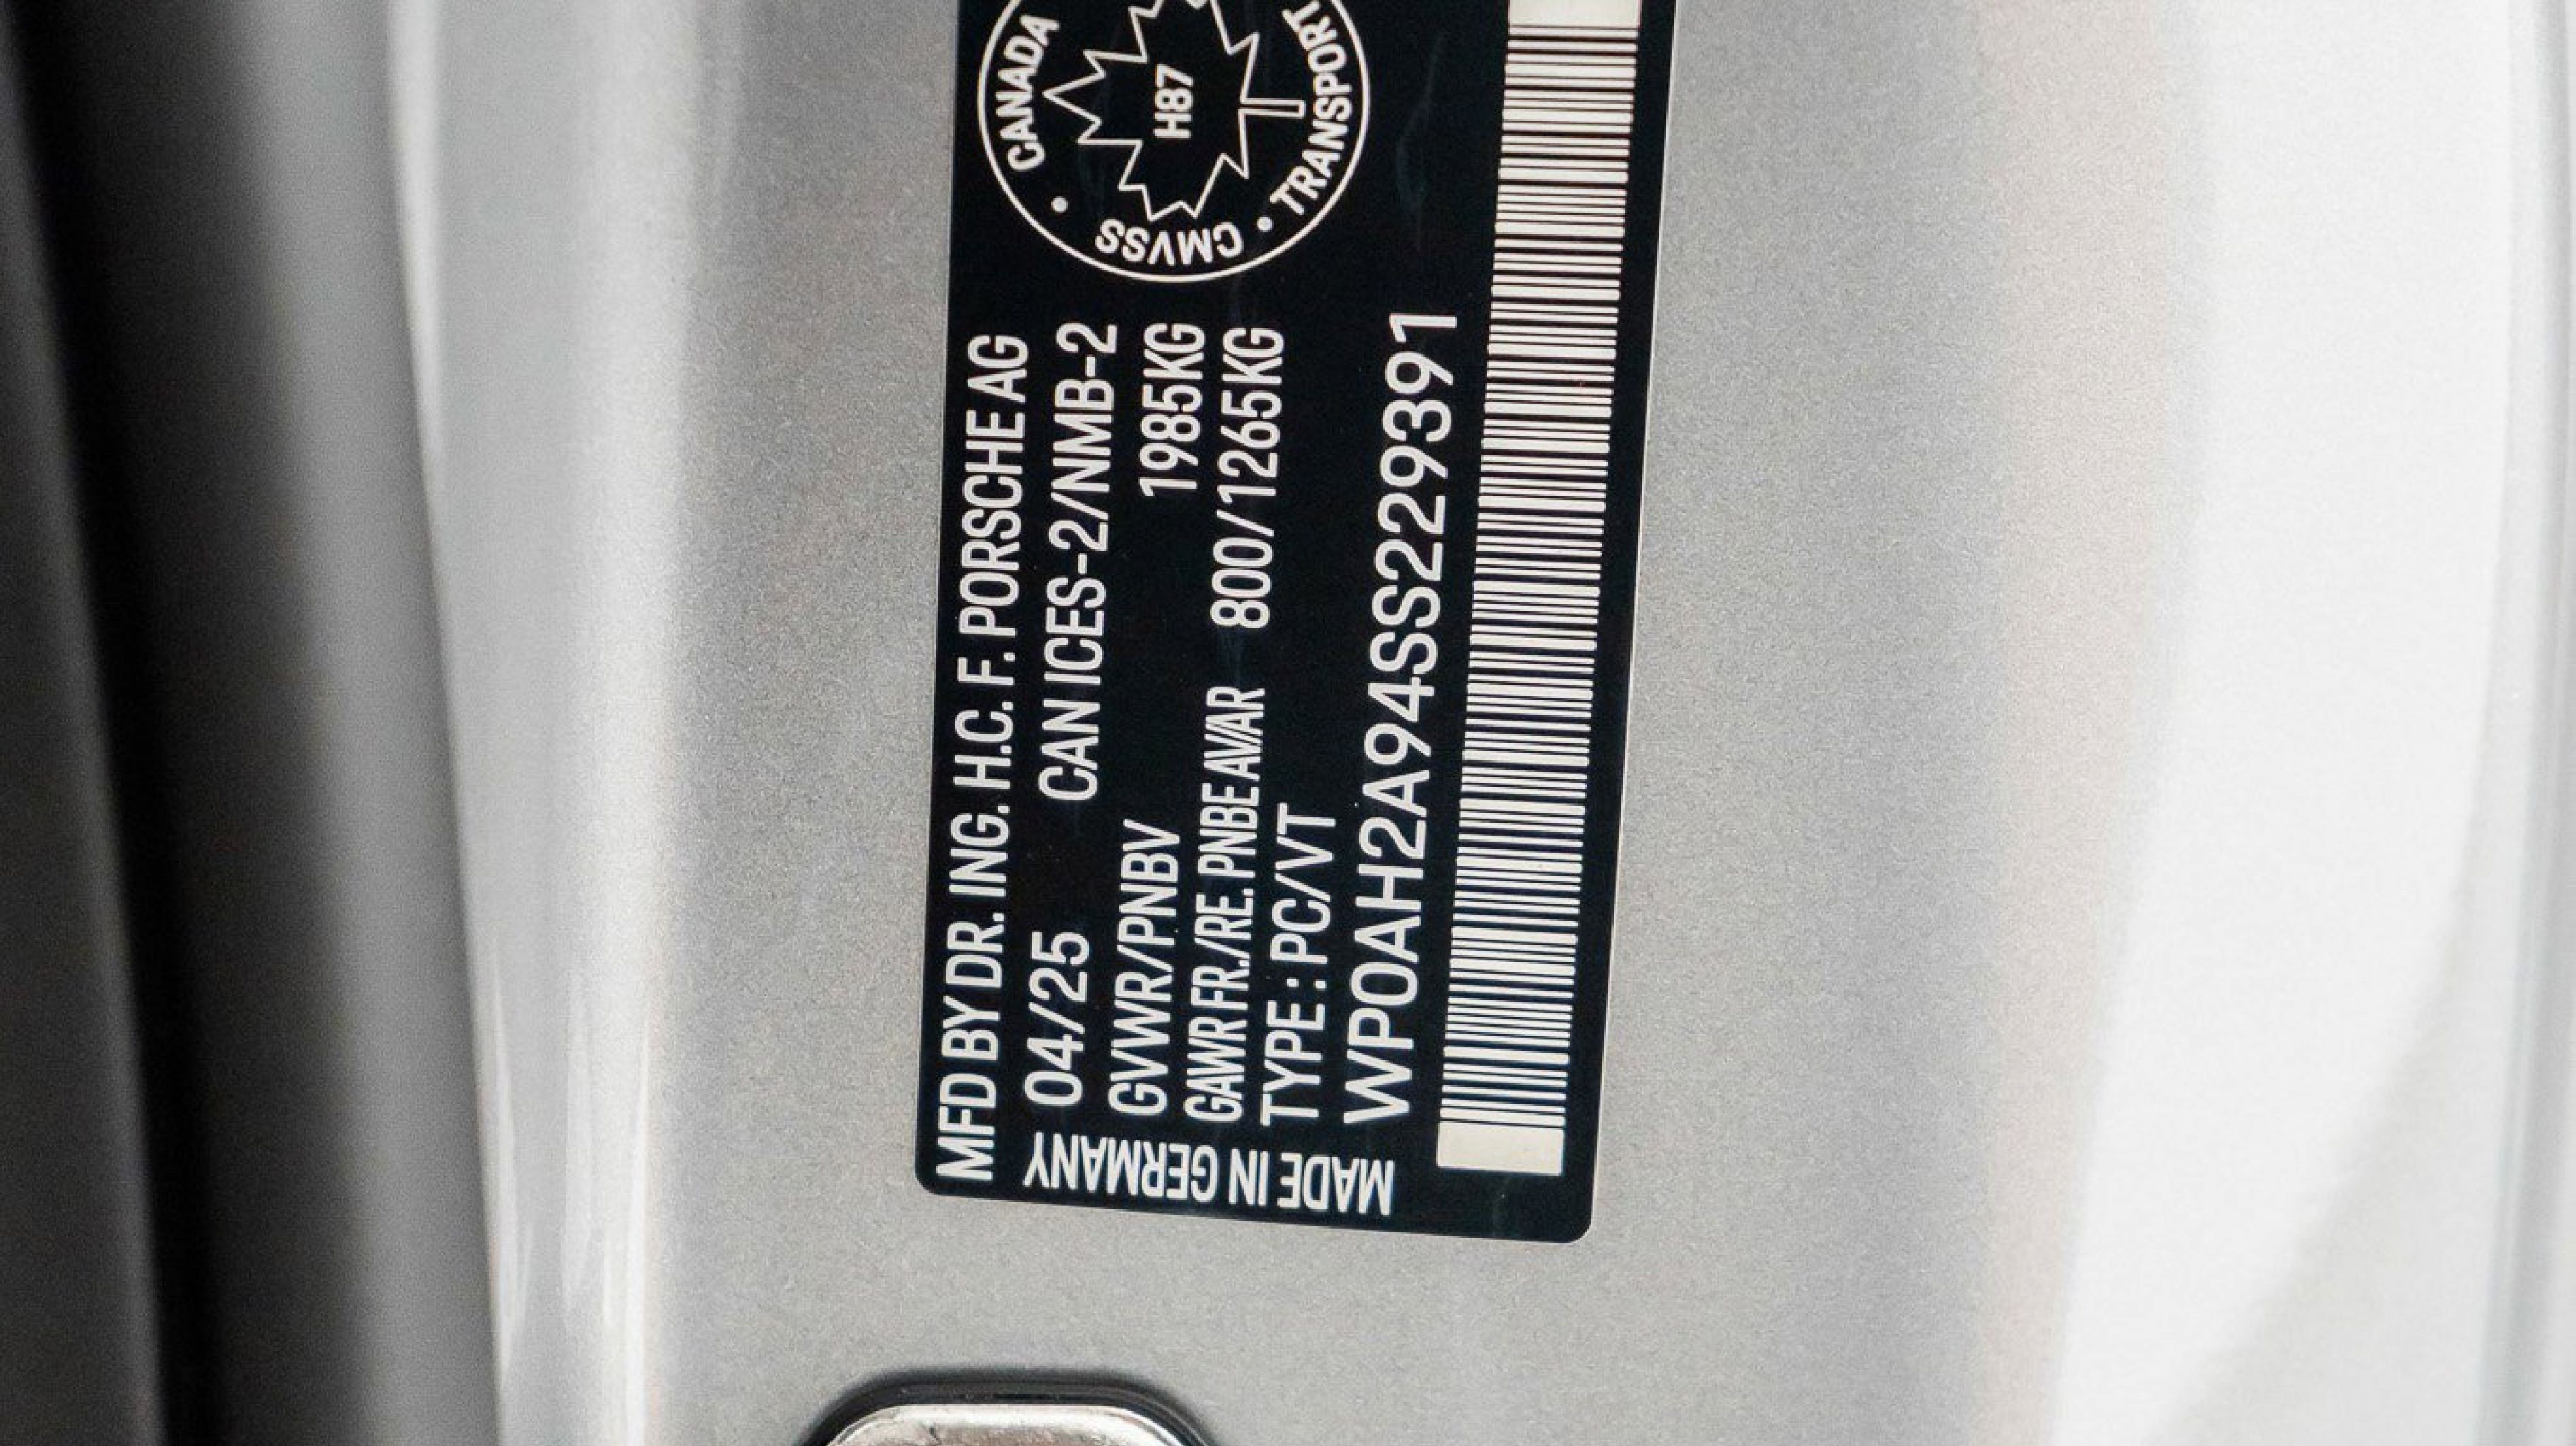 MFD BY DR. ING. H.C. F. PORSCHE AG
04/25 CAN ICES-2/NMB-2
GVWR/PNBV 1985KG
GAWR FR./RE. PNBE AV/AR 800/1265KG
TYPE : PC/VT
WP0AH2A94SS229391
MADE IN GERMANY
CANADA
TRANSPORT
CMVSS
H87